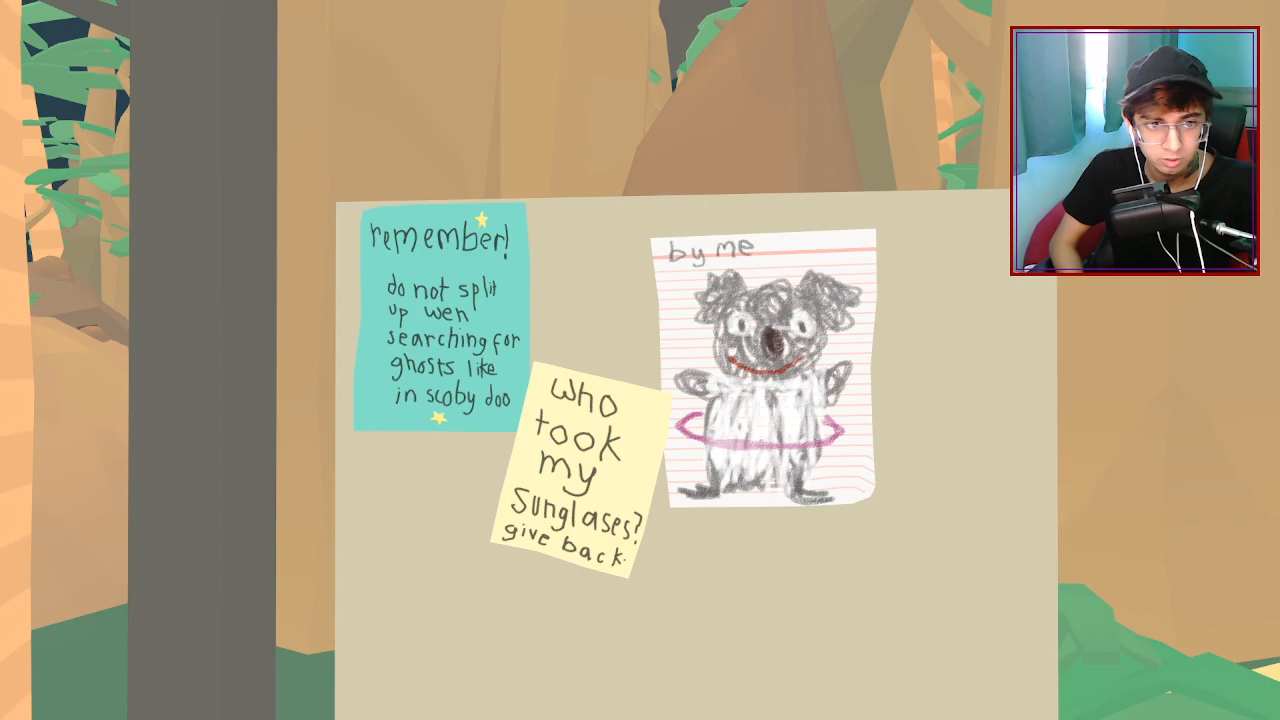 remember!
do not split
up wen
searching for
ghosts like
in scoby doo
who
took
my
sunglases?
give back.
by me